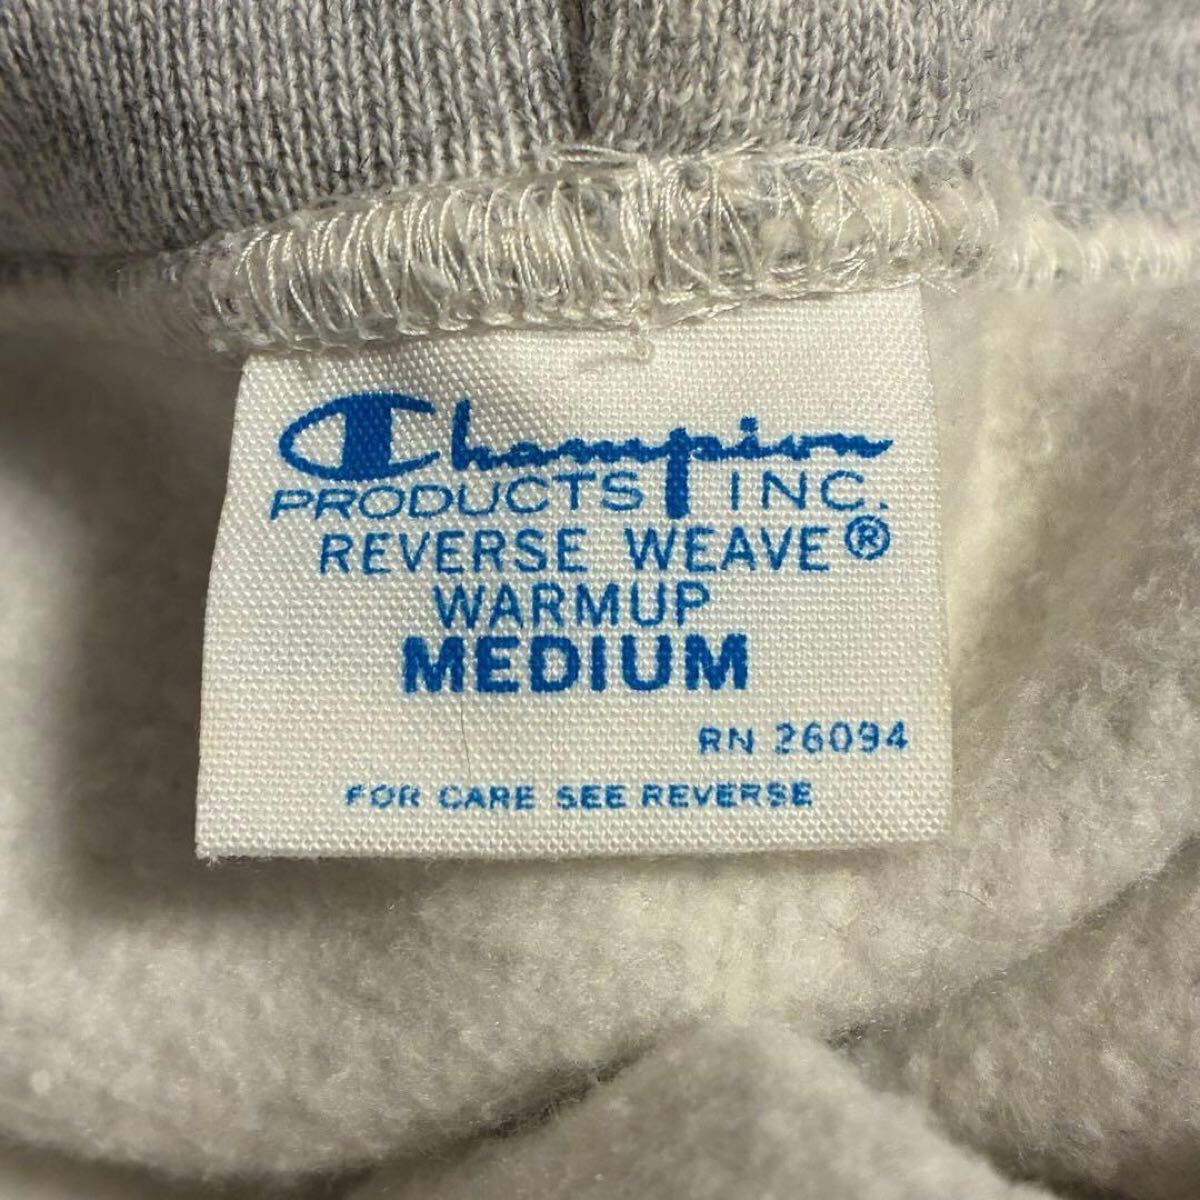 Champion
PRODUCTS INC.
REVERSE WEAVE®
WARMUP
MEDIUM
RN 26094
FOR CARE SEE REVERSE